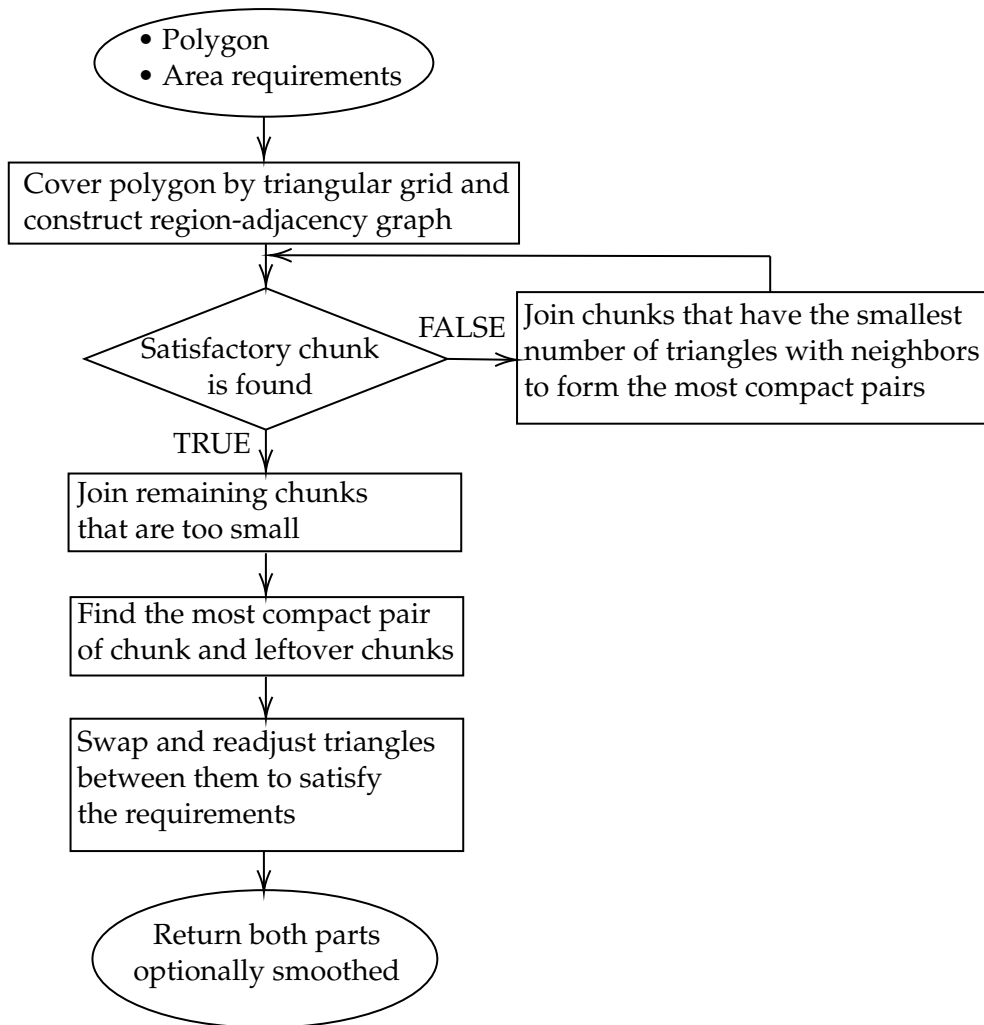 • Polygon
• Area requirements
Cover polygon by triangular grid and
construct region-adjacency graph
Satisfactory chunk
is found
FALSE
Join chunks that have the smallest
number of triangles with neighbors
to form the most compact pairs
TRUE
Join remaining chunks
that are too small
Find the most compact pair
of chunk and leftover chunks
Swap and readjust triangles
between them to satisfy
the requirements
Return both parts
optionally smoothed